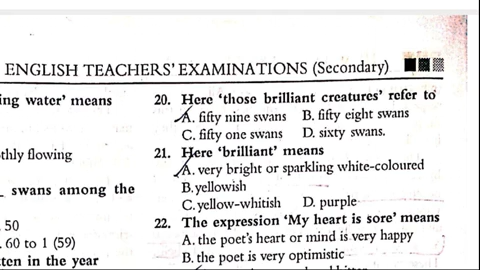 ENGLISH TEACHERS' EXAMINATIONS (Secondary)
ing water' means
thly flowing
swans among the
50
60 to 1 (59)
ten in the year
20. Here 'those brilliant creatures' refer to
A. fifty nine swans B. fifty eight swans
C. fifty one swans D. sixty swans.
21. Here 'brilliant' means
A. very bright or sparkling white-coloured
B. yellowish
C. yellow-whitish D. purple
22. The expression 'My heart is sore' means
A. the poet's heart or mind is very happy
B. the poet is very optimistic